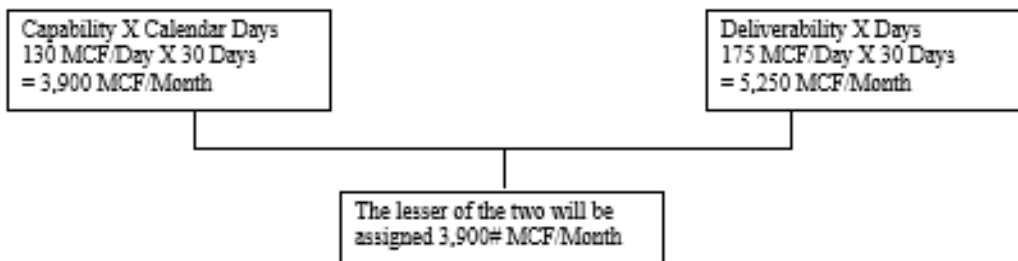 Capability X Calendar Days
130 MCF/Day X 30 Days
= 3,900 MCF/Month
Deliverability X Days
175 MCF/Day X 30 Days
= 5,250 MCF/Month
The lesser of the two will be
assigned 3,900# MCF/Month